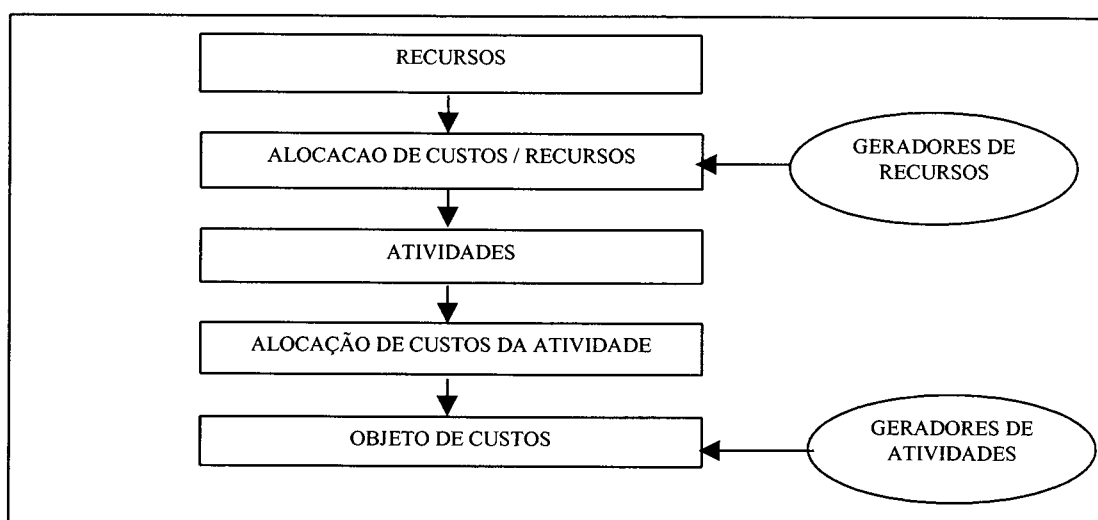 RECURSOS
ALOCACAO DE CUSTOS / RECURSOS
GERADORES DE
RECURSOS
ATIVIDADES
ALOCAÇÃO DE CUSTOS DA ATIVIDADE
OBJETO DE CUSTOS
GERADORES DE
ATIVIDADES